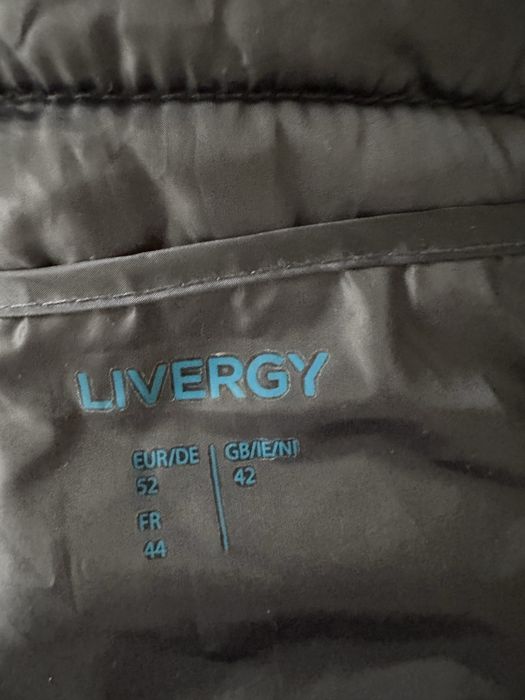 LIVERGY
EUR/DE | GB/IE/NI
52 | 42
FR
44